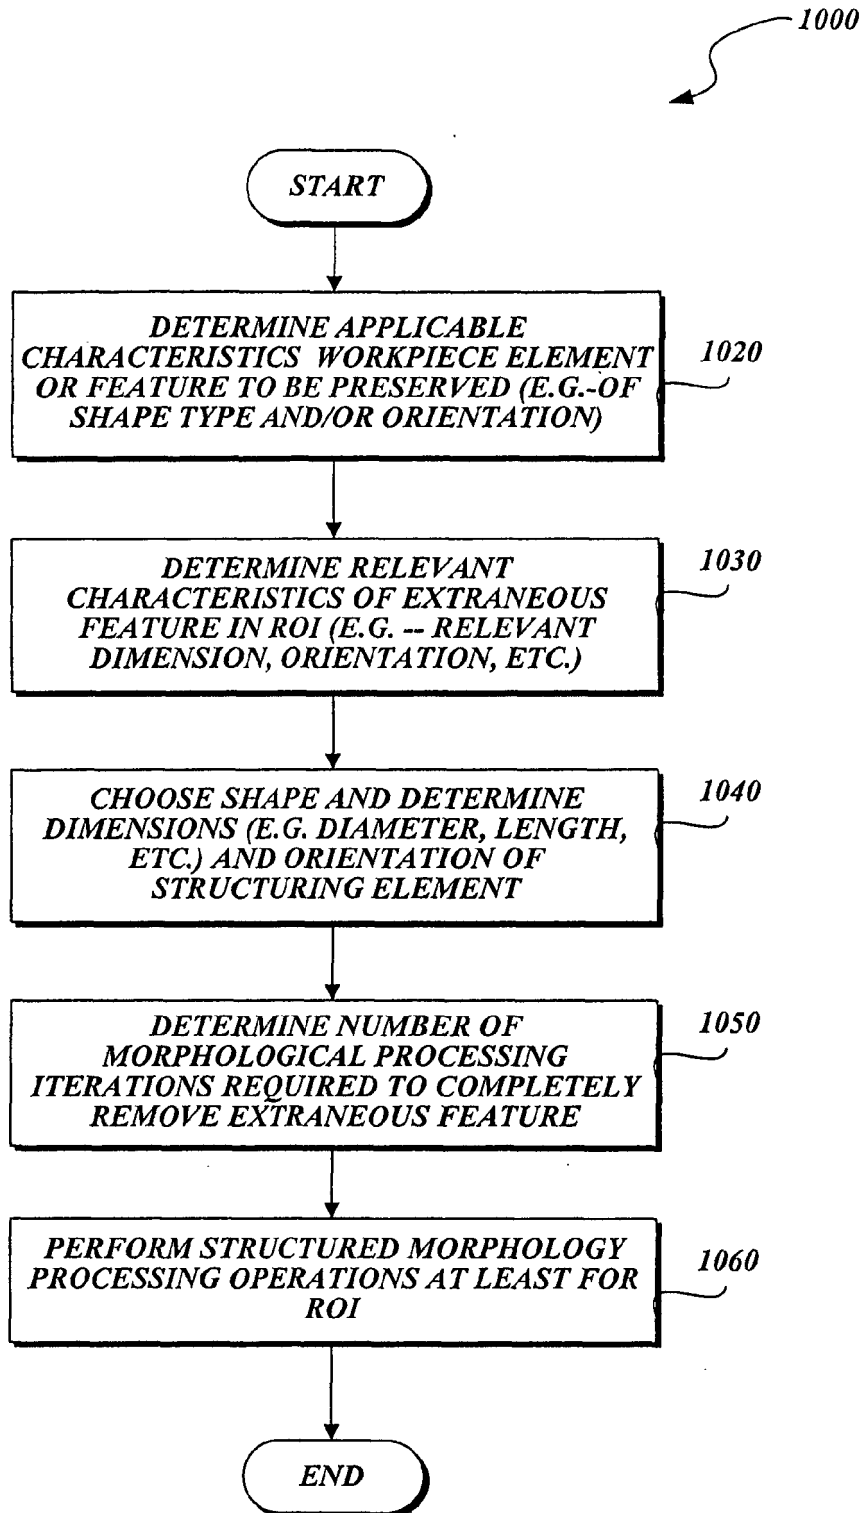 1000
START
DETERMINE APPLICABLE
CHARACTERISTICS WORKPIECE ELEMENT
OR FEATURE TO BE PRESERVED (E.G.-OF
SHAPE TYPE AND/OR ORIENTATION)
1020
DETERMINE RELEVANT
CHARACTERISTICS OF EXTRANEOUS
FEATURE IN ROI (E.G. -- RELEVANT
DIMENSION, ORIENTATION, ETC.)
1030
CHOOSE SHAPE AND DETERMINE
DIMENSIONS (E.G. DIAMETER, LENGTH,
ETC.) AND ORIENTATION OF
STRUCTURING ELEMENT
1040
DETERMINE NUMBER OF
MORPHOLOGICAL PROCESSING
ITERATIONS REQUIRED TO COMPLETELY
REMOVE EXTRANEOUS FEATURE
1050
PERFORM STRUCTURED MORPHOLOGY
PROCESSING OPERATIONS AT LEAST FOR
ROI
1060
END